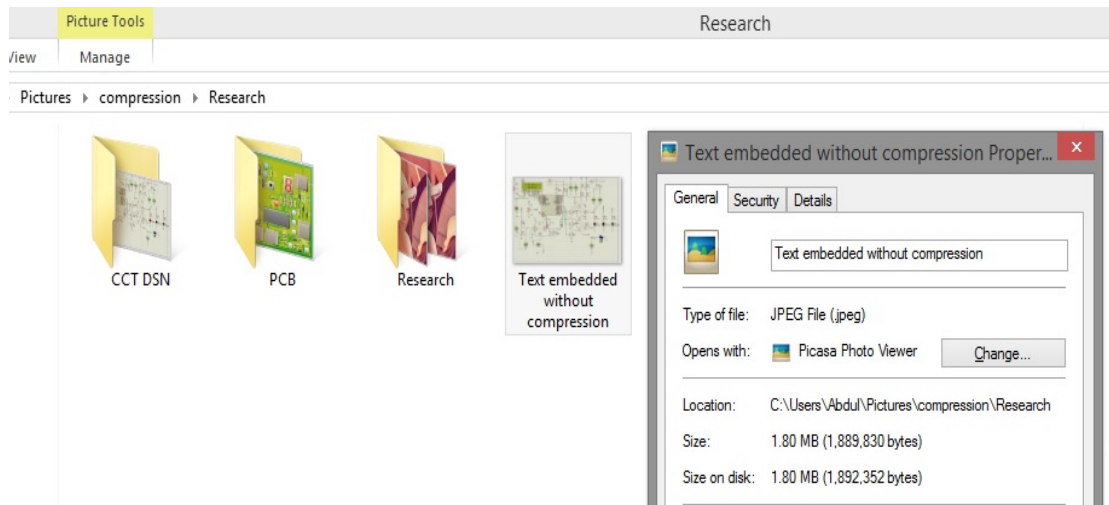 Picture Tools
Research
View
Manage
Pictures compression Research
CCT DSN
PCB
Research
Text embedded
without
compression
Text embedded without compression Proper...
General Security Details
Text embedded without compression
Type of file: JPEG File (.jpeg)
Opens with: Picasa Photo Viewer Change...
Location: C:\Users\Abdul\Pictures\compression\Research
Size: 1.80 MB (1,889,830 bytes)
Size on disk: 1.80 MB (1,892,352 bytes)